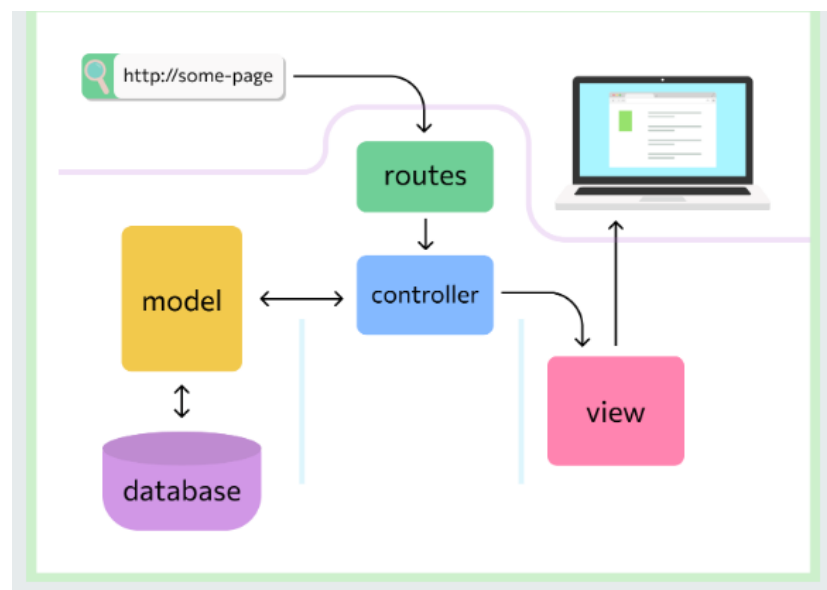 http://some-page
routes
model
controller
view
database